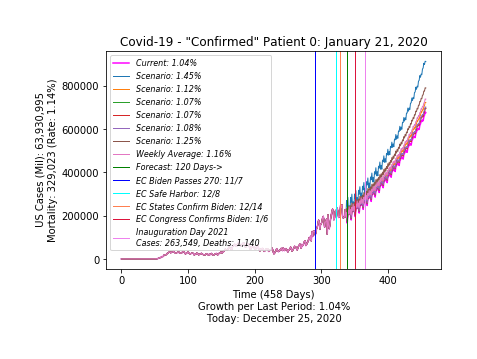 Covid-19 - "Confirmed" Patient 0: January 21, 2020
US Cases (Mil): 63,930,995
Mortality: 329,023 (Rate: 1.14%)
800000
600000
400000
200000
0
Current: 1.04%
Scenario: 1.45%
Scenario: 1.12%
Scenario: 1.07%
Scenario: 1.07%
Scenario: 1.08%
Scenario: 1.25%
Weekly Average: 1.16%
Forecast: 120 Days->
EC Biden Passes 270: 11/7
EC Safe Harbor: 12/8
EC States Confirm Biden: 12/14
EC Congress Confirms Biden: 1/6
Inauguration Day 2021
Cases: 263,549, Deaths: 1,140
0 100 200 300 400
Time (458 Days)
Growth per Last Period: 1.04%
Today: December 25, 2020